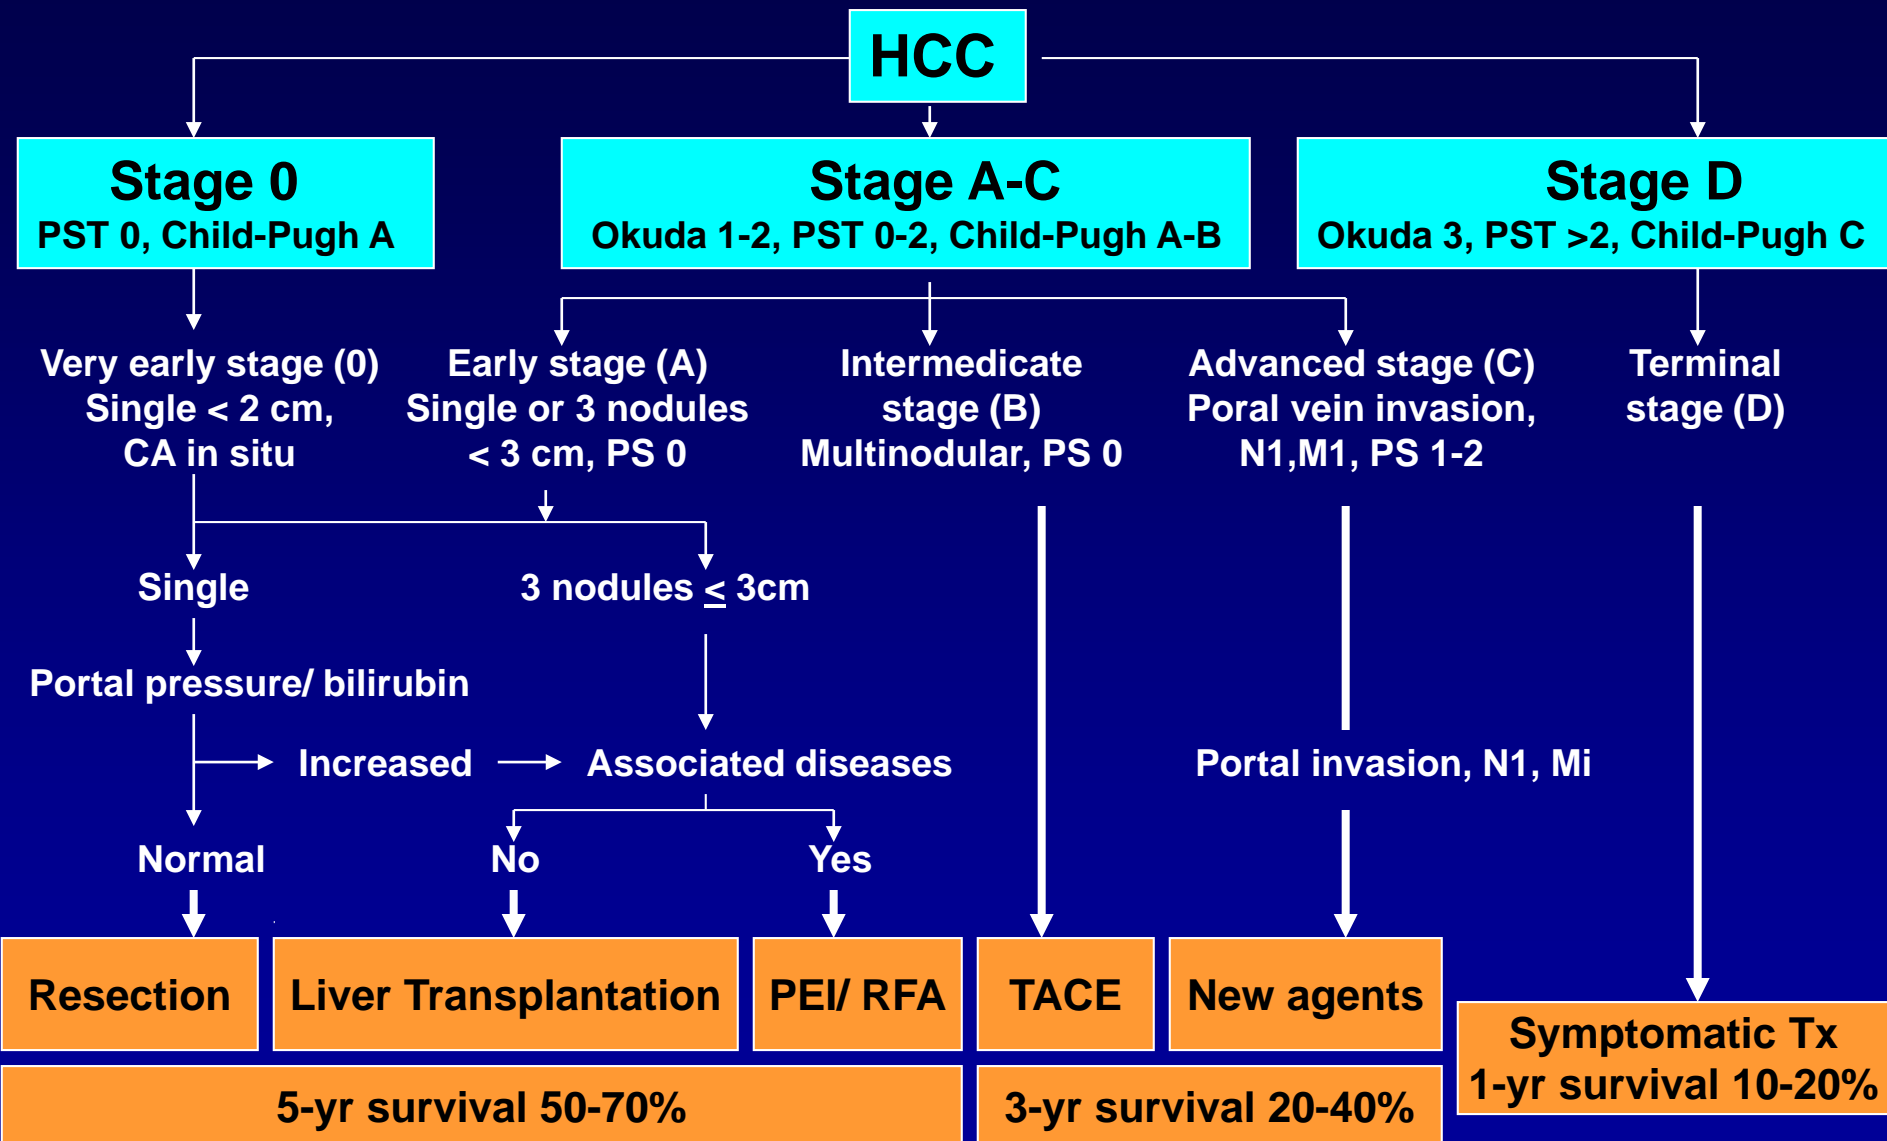 HCC
Stage 0
PST 0, Child-Pugh A
Stage A-C
Okuda 1-2, PST 0-2, Child-Pugh A-B
Stage D
Okuda 3, PST >2, Child-Pugh C
Very early stage (0)
Single < 2 cm,
CA in situ
Early stage (A)
Single or 3 nodules
< 3 cm, PS 0
Intermedicate
stage (B)
Multinodular, PS 0
Advanced stage (C)
Poral vein invasion,
N1,M1, PS 1-2
Terminal
stage (D)
Single
3 nodules ≤ 3cm
Portal pressure/ bilirubin
Increased
Associated diseases
Portal invasion, N1, Mi
Normal
No
Yes
Resection
Liver Transplantation
PEI/ RFA
TACE
New agents
Symptomatic Tx
1-yr survival 10-20%
5-yr survival 50-70%
3-yr survival 20-40%